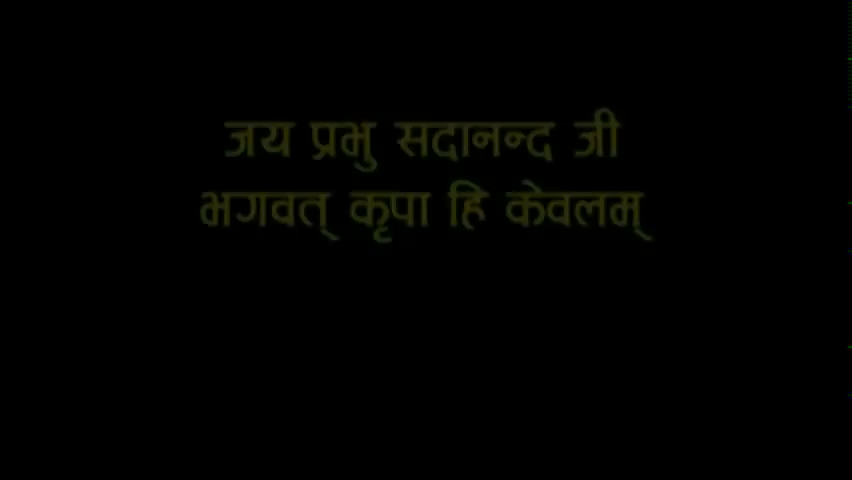 जय प्रभु सदानन्द जी
भगवत् कृपा हि केवलम्